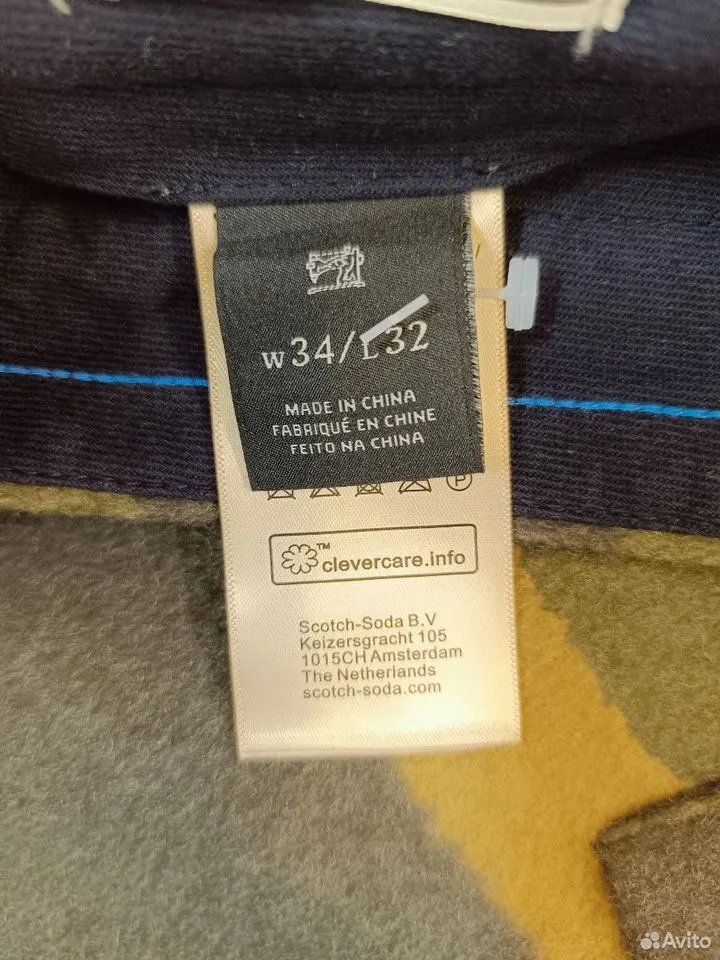 W34/L32
MADE IN CHINA
FABRIQUÉ EN CHINE
FEITO NA CHINA
P
™
clevercare.info
Scotch-Soda B.V
Keizersgracht 105
1015CH Amsterdam
The Netherlands
scotch-soda.com
Avito